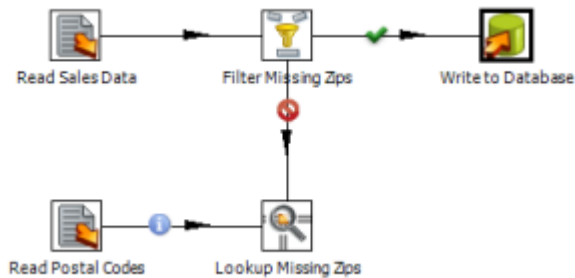 Read Sales Data
Filter Missing Zips
Write to Database
Read Postal Codes
Lookup Missing Zips